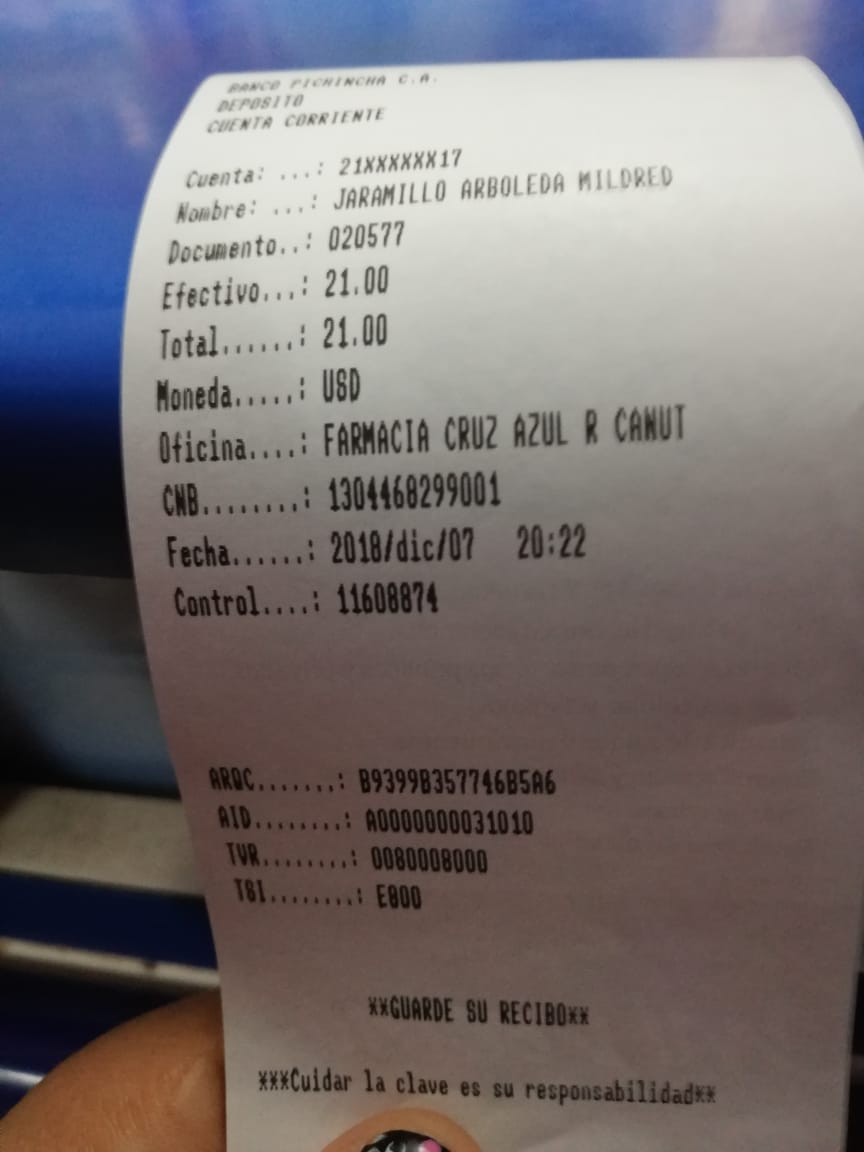 BANCO PICHINCHA C.A.
DEPOSITO
CUENTA CORRIENTE
Cuenta: ...: 21XXXXXX17
Nombre: ...: JARAMILLO ARBOLEDA MILDRED
Documento..: 020577
Efectivo...: 21.00
Total......: 21.00
Moneda.....: USD
Oficina....: FARMACIA CRUZ AZUL R CANUT
CNB........: 1304468299001
Fecha......: 2018/dic/07 20:22
Control....: 11608874
ARQC.......: B9399B357746B5A6
AID........: A0000000031010
TVR........: 0080008000
TSI........: E800
**GUARDE SU RECIBO**
***Cuidar la clave es su responsabilidad**